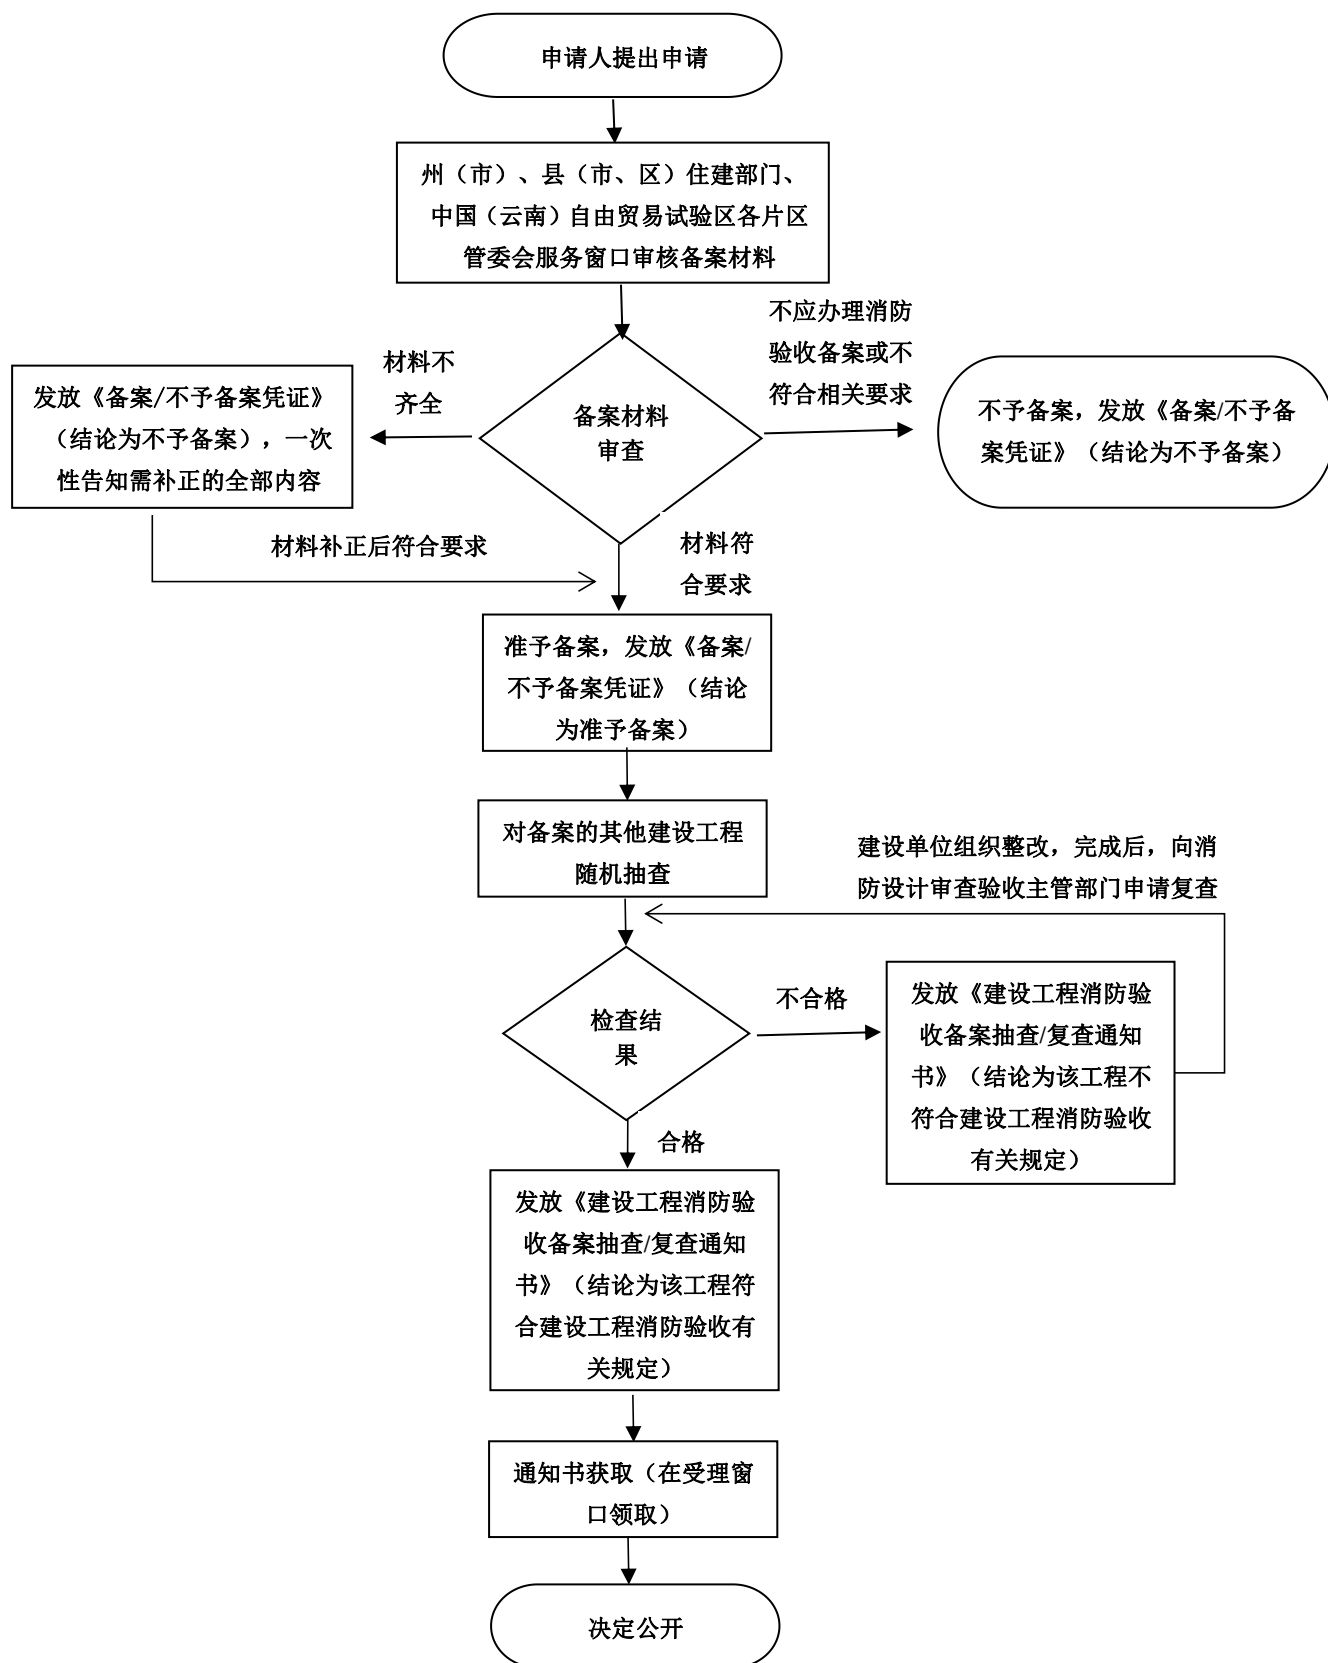 申请人提出申请
州（市）、县（市、区）住建部门、
中国（云南）自由贸易试验区各片区
管委会服务窗口审核备案材料
不应办理消防
验收备案或不
符合相关要求
材料不
齐全
发放《备案/不予备案凭证》
（结论为不予备案），一次
性告知需补正的全部内容
备案材料
审查
不予备案，发放《备案/不予备
案凭证》（结论为不予备案）
材料补正后符合要求
材料符
合要求
准予备案，发放《备案/
不予备案凭证》（结论
为准予备案）
对备案的其他建设工程
随机抽查
建设单位组织整改，完成后，向消
防设计审查验收主管部门申请复查
检查结
果
不合格
发放《建设工程消防验
收备案抽查/复查通知
书》（结论为该工程不
符合建设工程消防验收
有关规定）
合格
发放《建设工程消防验
收备案抽查/复查通知
书》（结论为该工程符
合建设工程消防验收有
关规定）
通知书获取（在受理窗
口领取）
决定公开